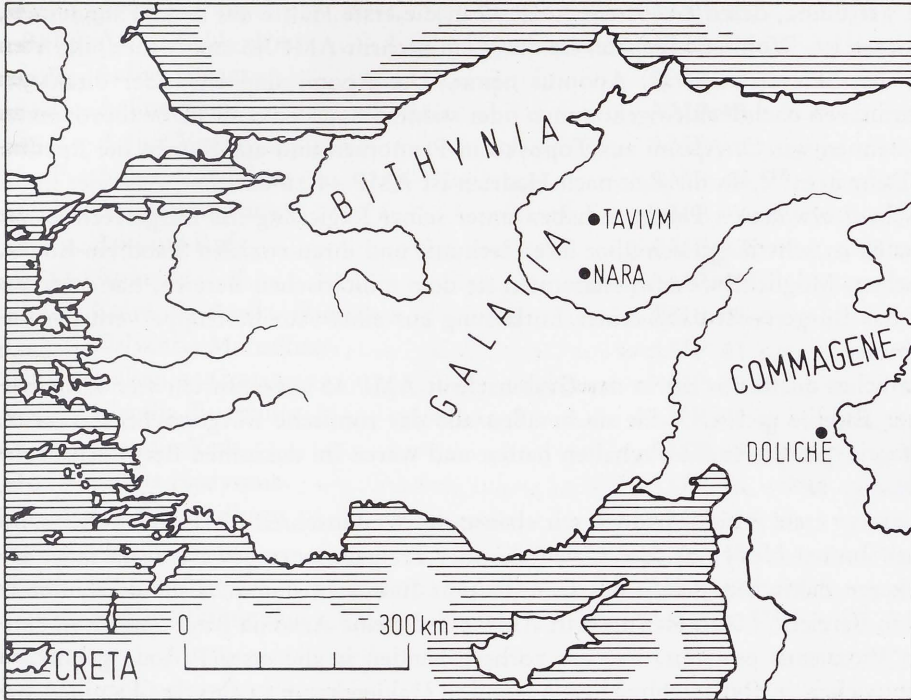 BITHYNIA
GALATIA
TAVIVM
NARA
COMMAGENE
DOLICHE
0 300 km
CRETA